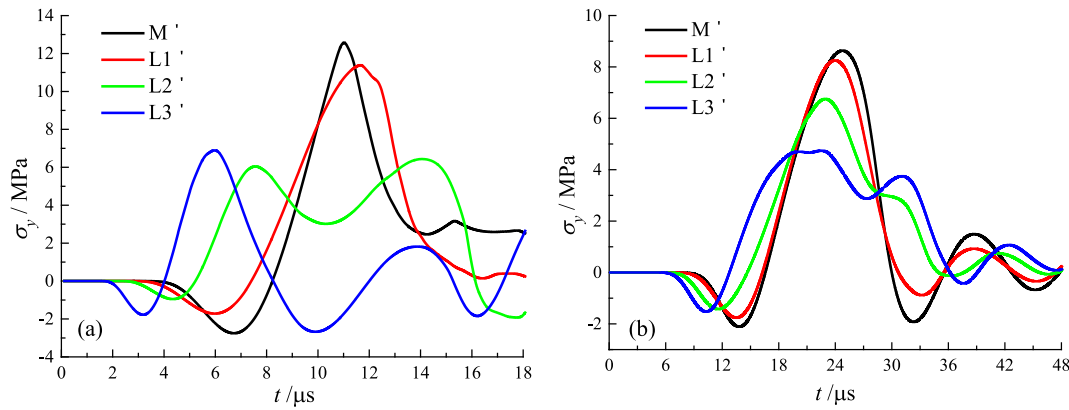 14
12
10
8
6
4
2
0
-2
-4
σy / MPa
M '
L1 '
L2 '
L3 '
(a)
0 2 4 6 8 10 12 14 16 18
t /μs
10
8
6
4
2
0
-2
σy / MPa
M '
L1 '
L2 '
L3 '
(b)
0 6 12 18 24 30 36 42 48
t /μs